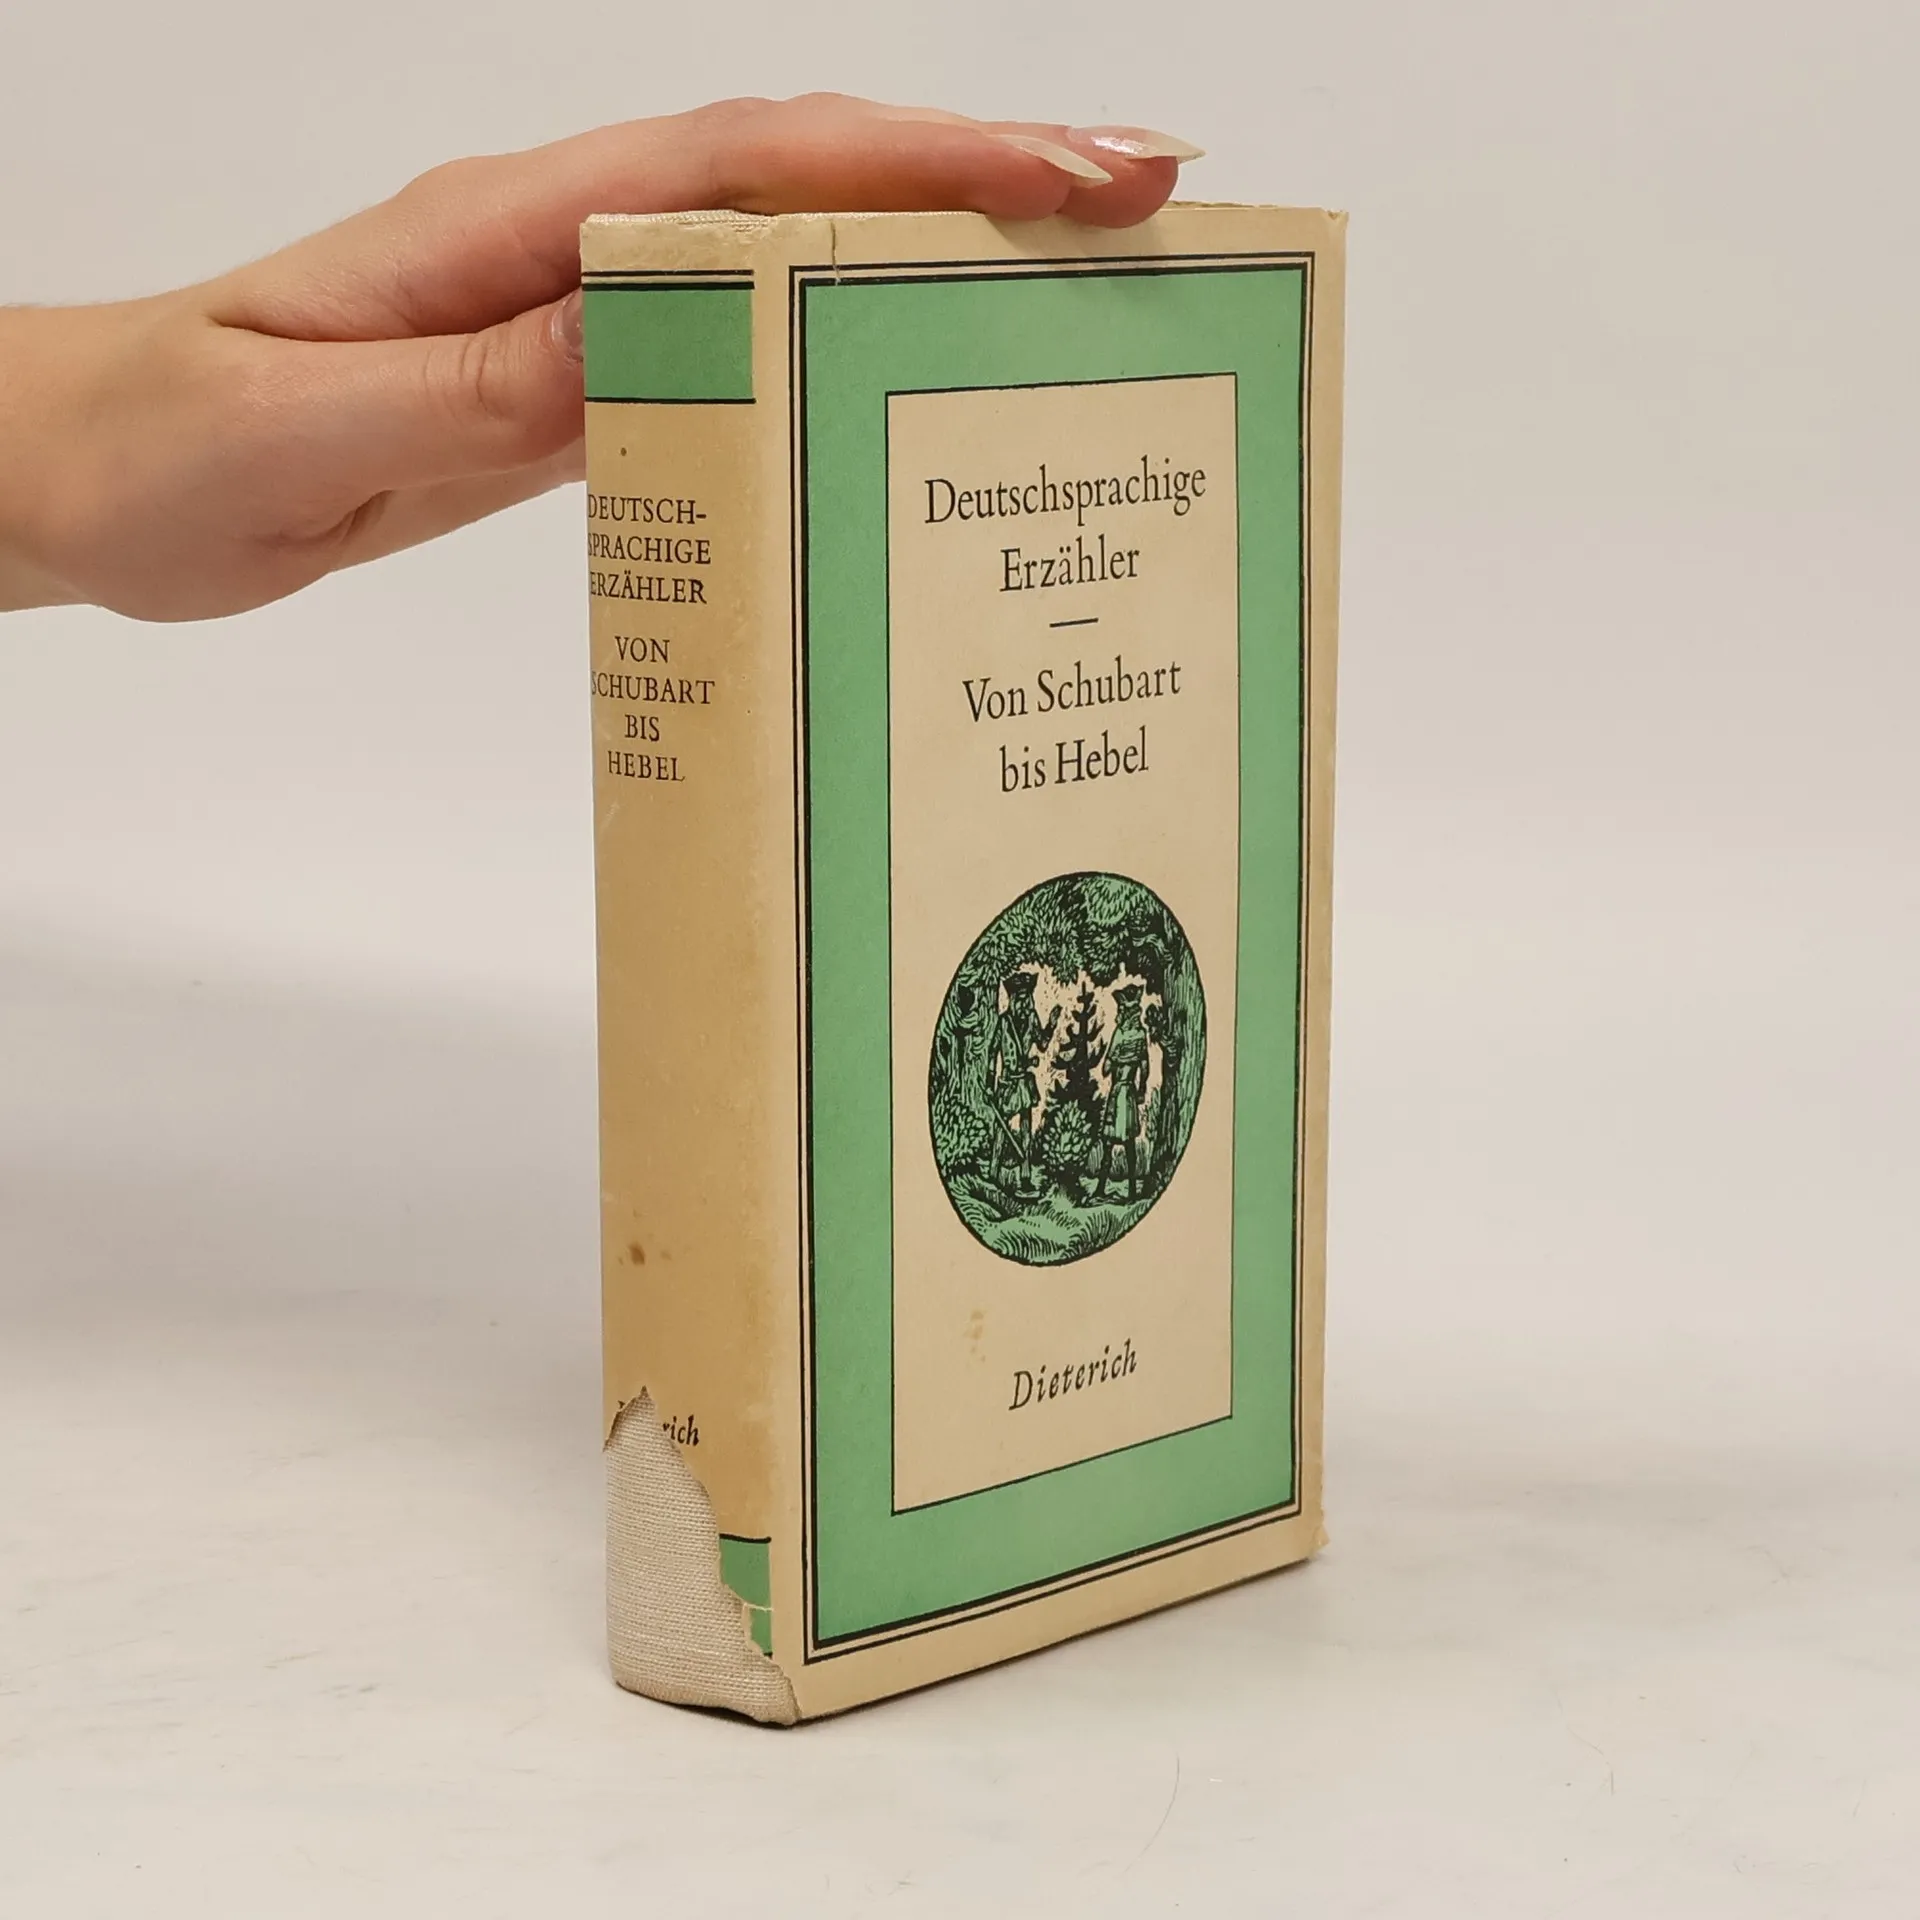 DEUTSCH-
SPRACHIGE
ERZÄHLER
VON
SCHUBART
BIS
HEBEL
Deutschsprachige
Erzähler
Von Schubart
bis Hebel
Dieterich